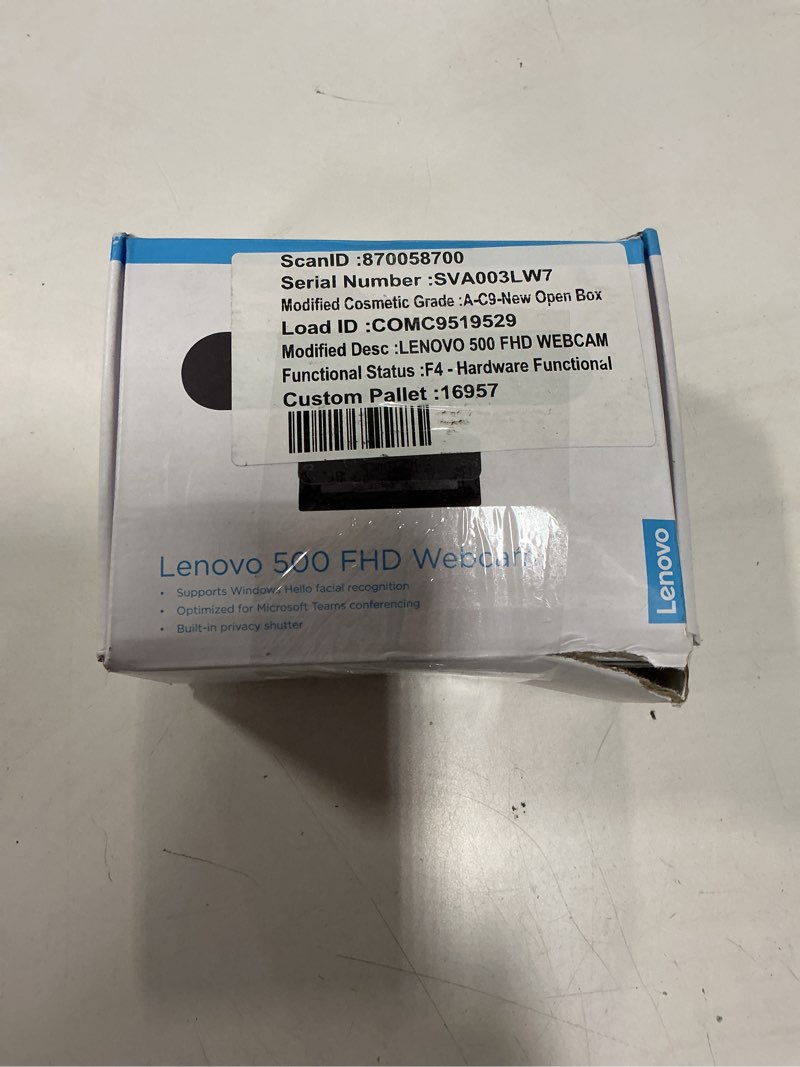 ScanID :870058700
Serial Number :SVA003LW7
Modified Cosmetic Grade :A-C9-New Open Box
Load ID :COMC9519529
Modified Desc :LENOVO 500 FHD WEBCAM
Functional Status :F4 - Hardware Functional
Custom Pallet :16957
Lenovo 500 FHD Webcam
• Supports Windows Hello facial recognition
• Optimized for Microsoft Teams conferencing
• Built-in privacy shutter
Lenovo